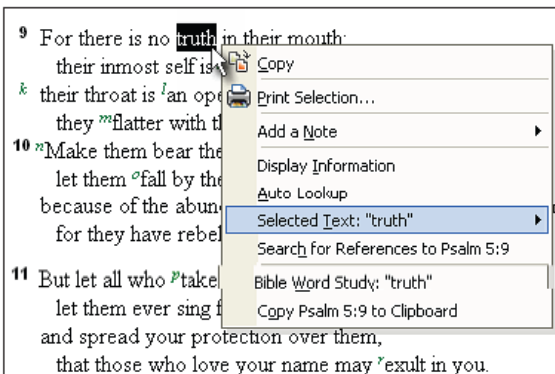 9 For there is no truth in their mouth;
their inmost self is
k their throat is l an ope
they m flatter with th
10 n Make them bear the
let them o fall by the
because of the abun
for they have rebel
11 But let all who p take
let them ever sing f
and spread your protection over them,
that those who love your name may r exult in you.
Copy
Print Selection...
Add a Note
Display Information
Auto Lookup
Selected Text: "truth"
Search for References to Psalm 5:9
Bible Word Study: "truth"
Copy Psalm 5:9 to Clipboard